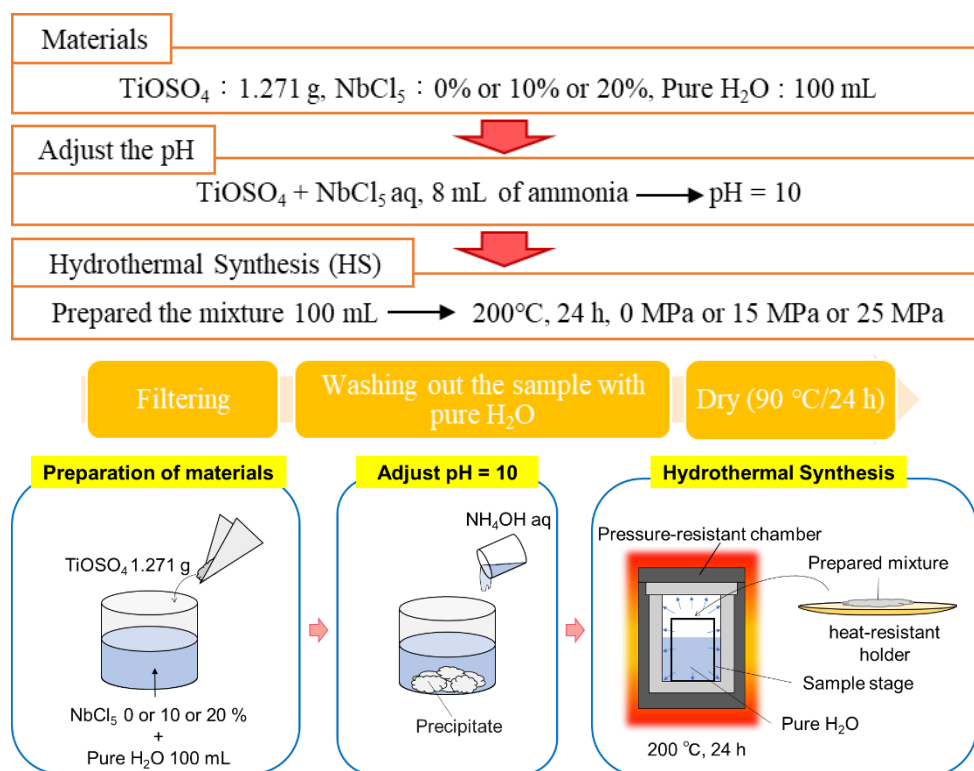 Materials
TiOSO₄：1.271 g, NbCl₅：0% or 10% or 20%, Pure H₂O : 100 mL
Adjust the pH
TiOSO₄ + NbCl₅ aq, 8 mL of ammonia ⟶ pH = 10
Hydrothermal Synthesis (HS)
Prepared the mixture 100 mL ⟶ 200℃, 24 h, 0 MPa or 15 MPa or 25 MPa
Filtering
Washing out the sample with
pure H₂O
Dry (90 ℃/24 h)
Preparation of materials
TiOSO₄ 1.271 g
NbCl₅ 0 or 10 or 20 %
+
Pure H₂O 100 mL
Adjust pH = 10
NH₄OH aq
Precipitate
Hydrothermal Synthesis
Pressure-resistant chamber
Prepared mixture
heat-resistant
holder
Sample stage
Pure H₂O
200 ℃, 24 h